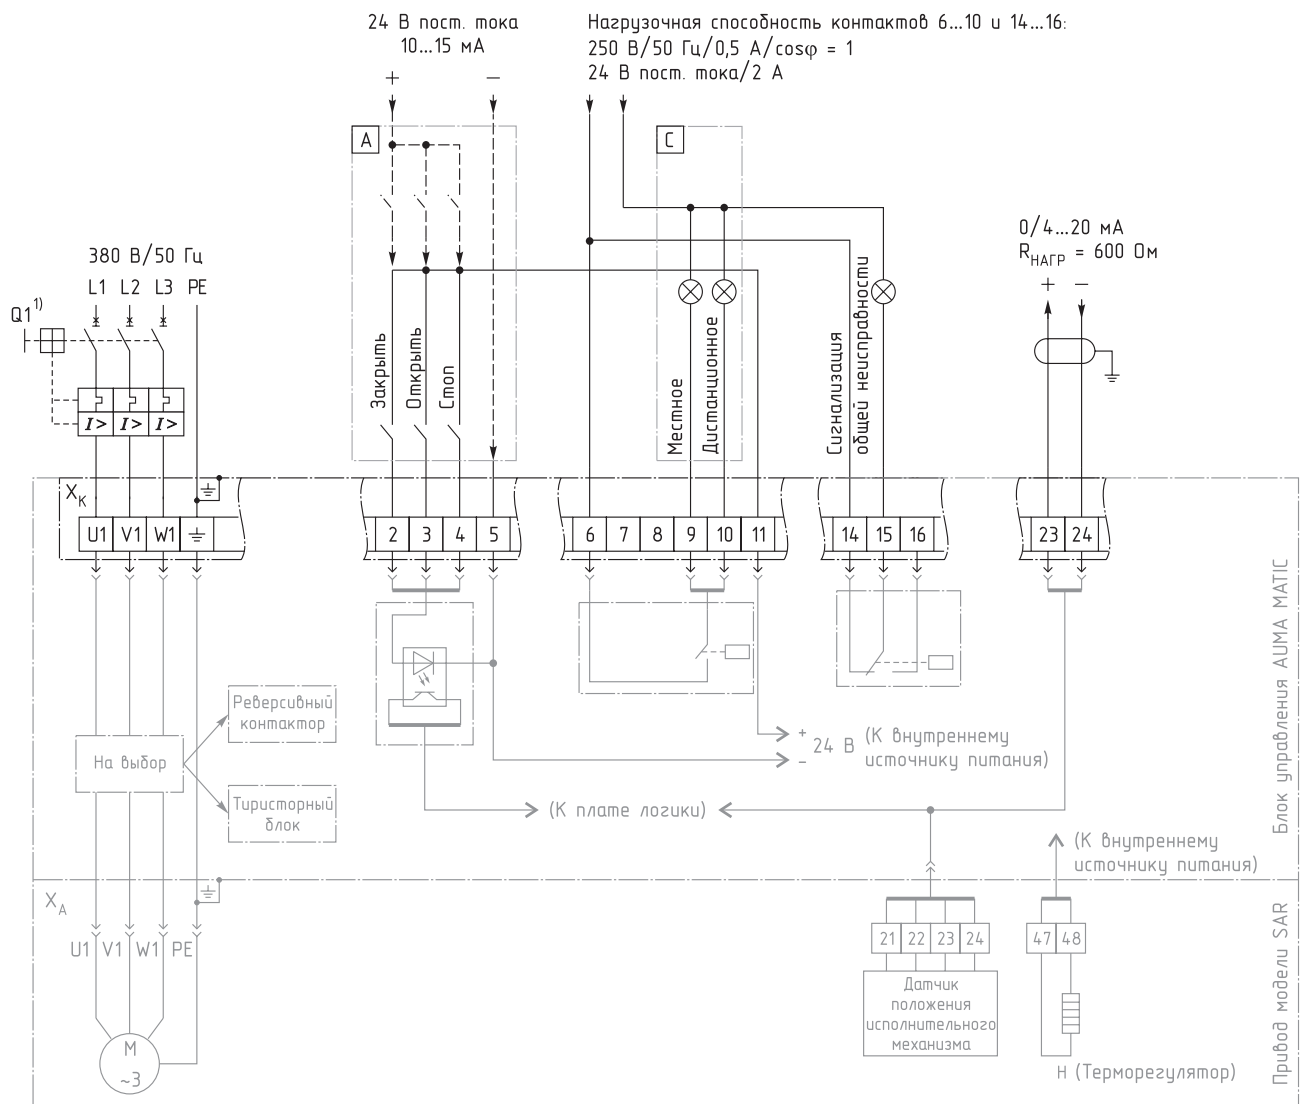 24 В пост. тока
10...15 мА
+
−
Нагрузочная способность контактов 6...10 и 14...16:
250 В/50 Гц/0,5 А/cosφ = 1
24 В пост. тока/2 А
A
C
380 В/50 Гц
L1 L2 L3 PE
Q1¹⁾
I> I> I>
Закрыть
Открыть
Стоп
Местное
Дистанционное
Сигнализация
общей неисправности
0/4...20 мА
RНАГР = 600 Ом
+ −
XK
U1 V1 W1
2 3 4 5
6 7 8 9 10 11
14 15 16
23 24
Реверсивный
контактор
На выбор
Тиристорный
блок
+
24 В
−
(К внутреннему
источнику питания)
(К плате логики)
(К внутреннему
источнику питания)
Блок управления AUMA MATIC
XA
U1 V1 W1 PE
M
~3
21 22 23 24
47 48
Датчик
положения
исполнительного
механизма
Н (Терморегулятор)
Привод модели SAR